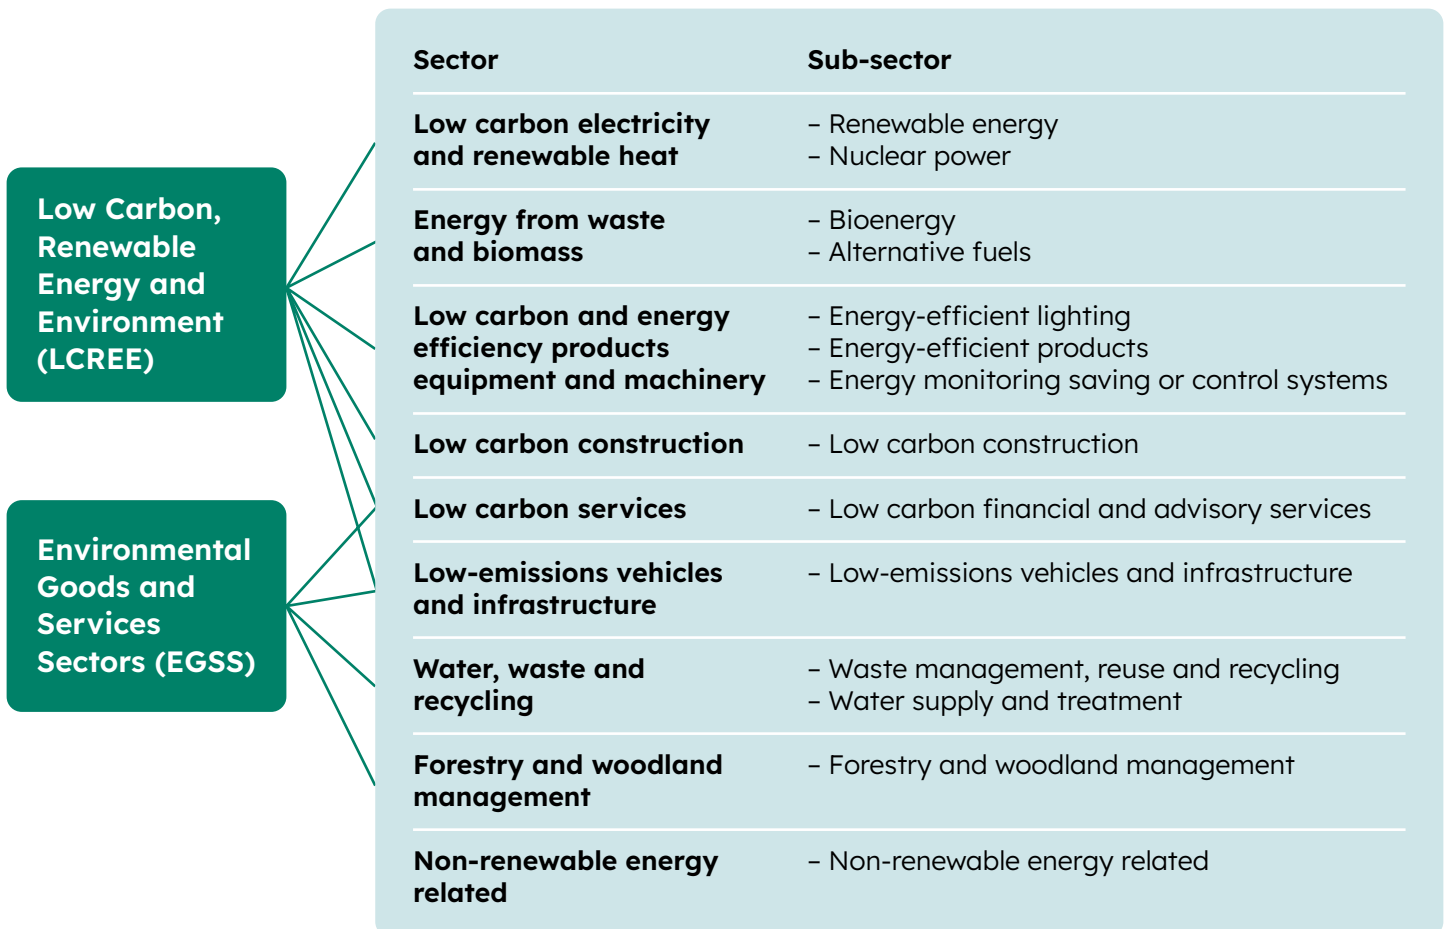 Low Carbon,
Renewable
Energy and
Environment
(LCREE)
Environmental
Goods and
Services
Sectors (EGSS)
Sector
Sub-sector
Low carbon electricity
and renewable heat
– Renewable energy
– Nuclear power
Energy from waste
and biomass
– Bioenergy
– Alternative fuels
Low carbon and energy
efficiency products
equipment and machinery
– Energy-efficient lighting
– Energy-efficient products
– Energy monitoring saving or control systems
Low carbon construction
– Low carbon construction
Low carbon services
– Low carbon financial and advisory services
Low-emissions vehicles
and infrastructure
– Low-emissions vehicles and infrastructure
Water, waste and
recycling
– Waste management, reuse and recycling
– Water supply and treatment
Forestry and woodland
management
– Forestry and woodland management
Non-renewable energy
related
– Non-renewable energy related